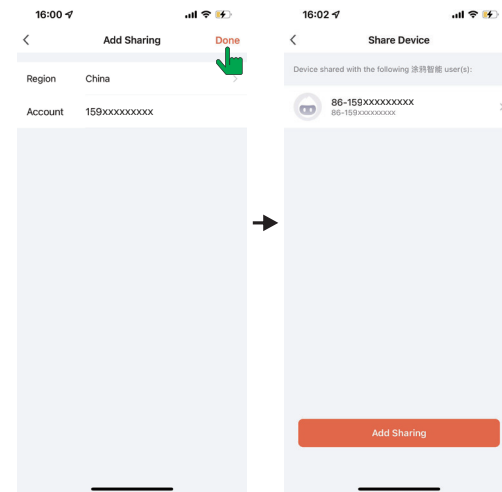 16:00
Add Sharing
Done
Region China
Account 159xxxxxxxxx
16:02
Share Device
Device shared with the following 涂鸦智能 user(s):
86-159xxxxxxxxx
86-159xxxxxxxxx
Add Sharing